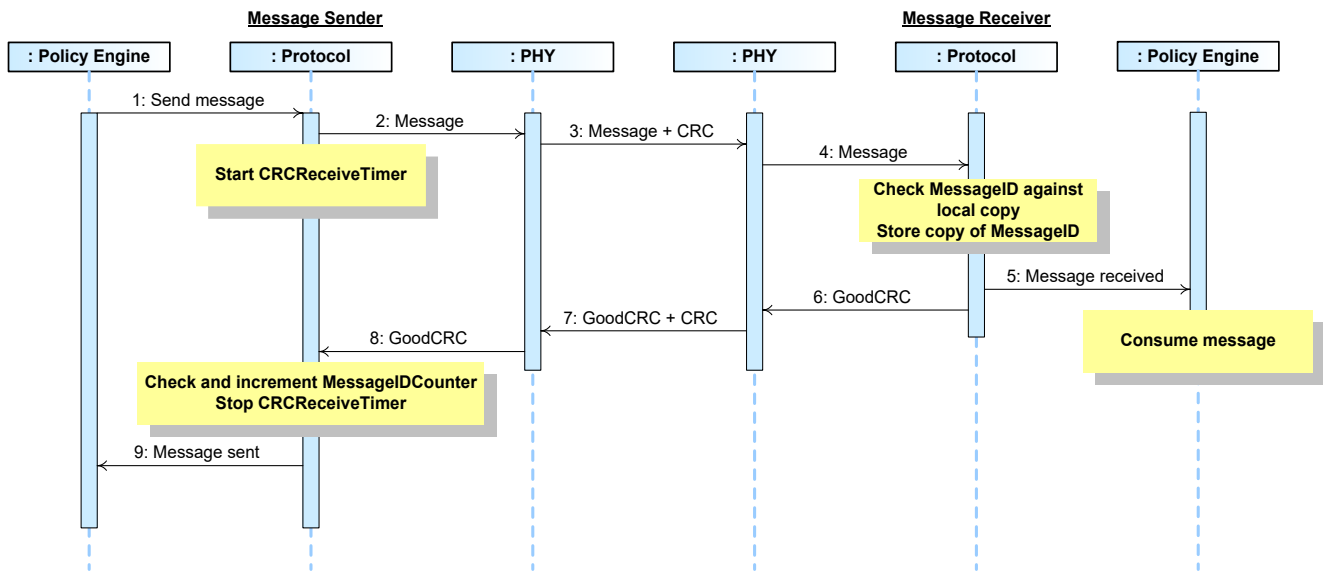 Message Sender
Message Receiver
: Policy Engine
: Protocol
: PHY
: PHY
: Protocol
: Policy Engine
1: Send message
2: Message
3: Message + CRC
4: Message
Start CRCReceiveTimer
Check MessageID against
local copy
Store copy of MessageID
5: Message received
6: GoodCRC
7: GoodCRC + CRC
8: GoodCRC
Consume message
Check and increment MessageIDCounter
Stop CRCReceiveTimer
9: Message sent